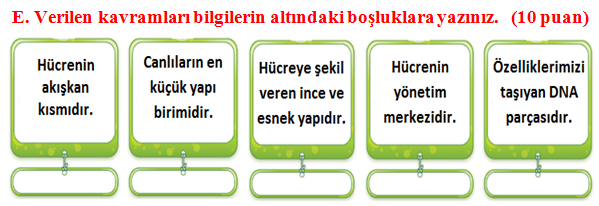 E. Verilen kavramları bilgilerin altındaki boşluklara yazınız. (10 puan)
Hücrenin
akışkan
kısmıdır.
Canlıların en
küçük yapı
birimidir.
Hücreye şekil
veren ince ve
esnek yapıdır.
Hücrenin
yönetim
merkezidir.
Özelliklerimizi
taşıyan DNA
parçasıdır.